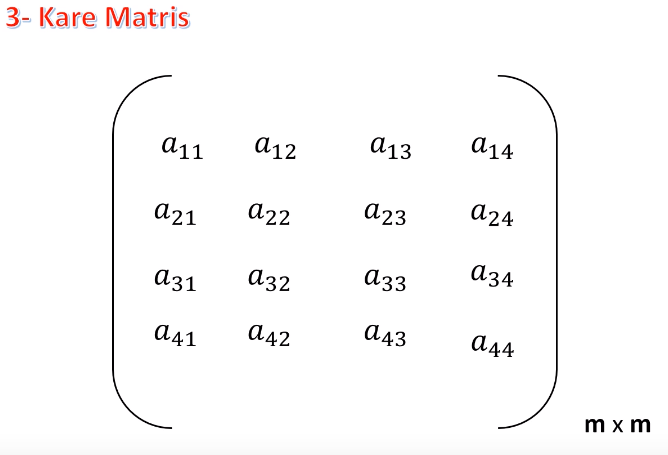 3- Kare Matris
a11 a12 a13 a14
a21 a22 a23 a24
a31 a32 a33 a34
a41 a42 a43 a44
m x m